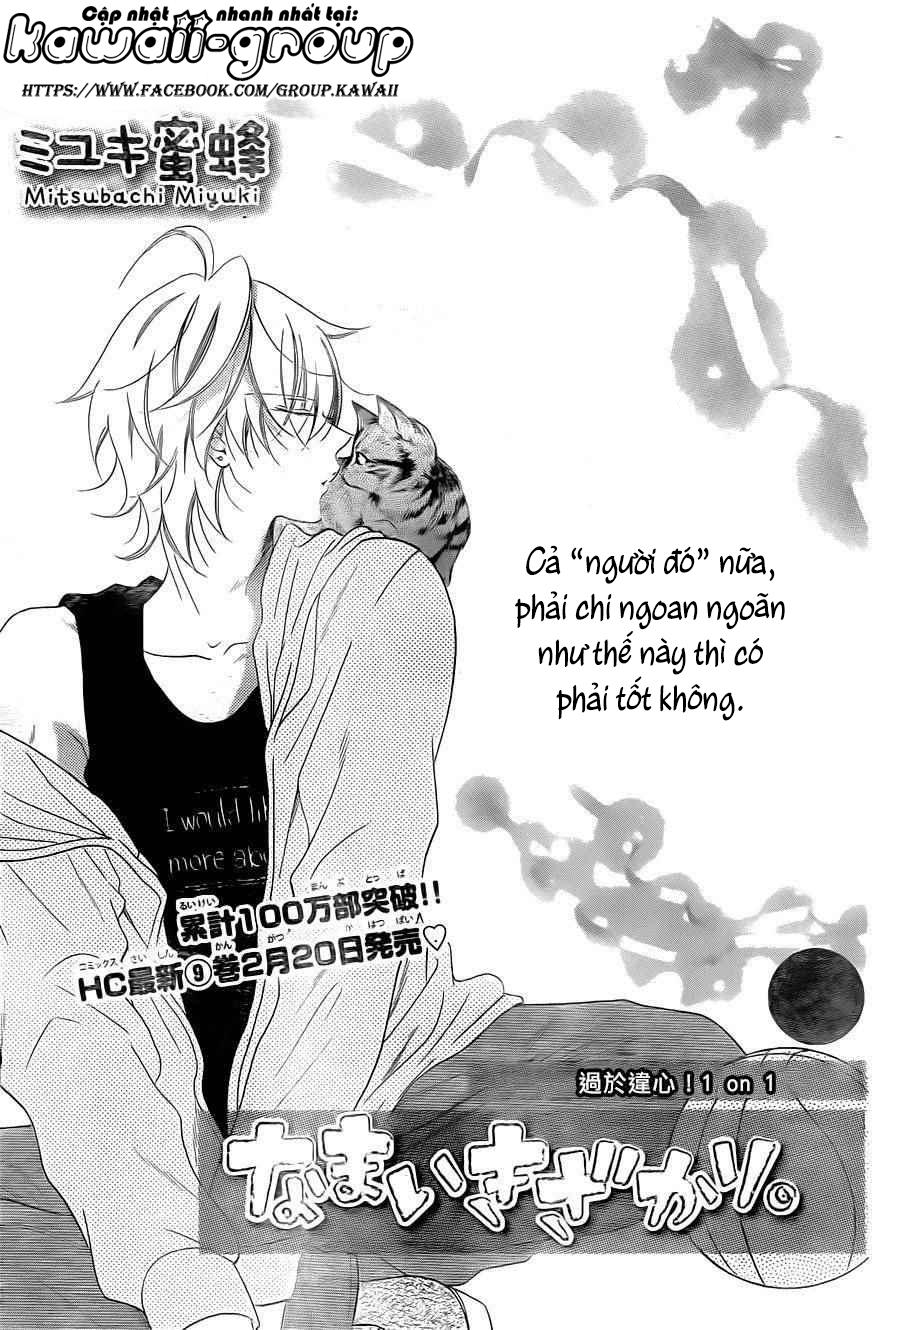 Cập nhật nhanh nhất tại:
kawaii-group
HTTPS://WWW.FACEBOOK.COM/GROUP.KAWAII
ミユキ蜜蜂
Mitsubachi Miyuki
Cả “người đó” nữa,
phải chi ngoan ngoãn
như thế này thì có
phải tốt không.
I would li
more abo
累計100万部突破!!
HC最新⑨巻2月20日発売♡
過於違心！1 on 1
なまいきざかり。